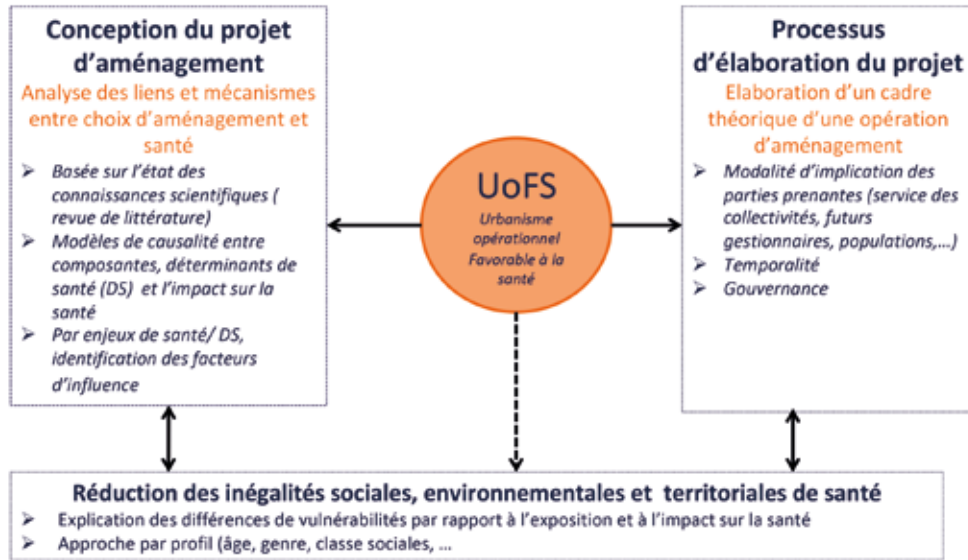 Conception du projet
d'aménagement
Analyse des liens et mécanismes
entre choix d'aménagement et
santé
➢ Basée sur l'état des
connaissances scientifiques (
revue de littérature)
➢ Modèles de causalité entre
composantes, déterminants de
santé (DS) et l'impact sur la
santé
➢ Par enjeux de santé/ DS,
identification des facteurs
d'influence
UoFS
Urbanisme
opérationnel
Favorable à la
santé
Processus
d'élaboration du projet
Elaboration d'un cadre
théorique d'une opération
d'aménagement
➢ Modalité d'implication des
parties prenantes (service des
collectivités, futurs
gestionnaires, populations,...)
➢ Temporalité
➢ Gouvernance
Réduction des inégalités sociales, environnementales et territoriales de santé
➢ Explication des différences de vulnérabilités par rapport à l'exposition et à l'impact sur la santé
➢ Approche par profil (âge, genre, classe sociales, ...